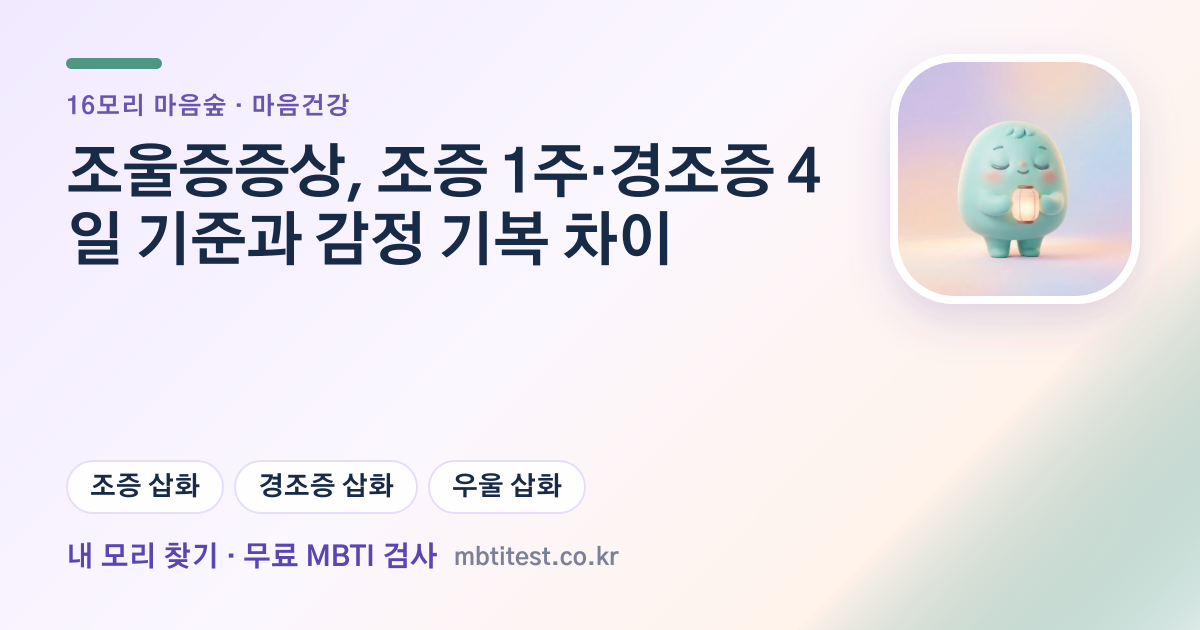 16모리 마음숲 · 마음건강
조울증증상, 조증 1주·경조증 4
일 기준과 감정 기복 차이
조증 삽화
경조증 삽화
우울 삽화
내 모리 찾기 · 무료 MBTI 검사 mbtitest.co.kr